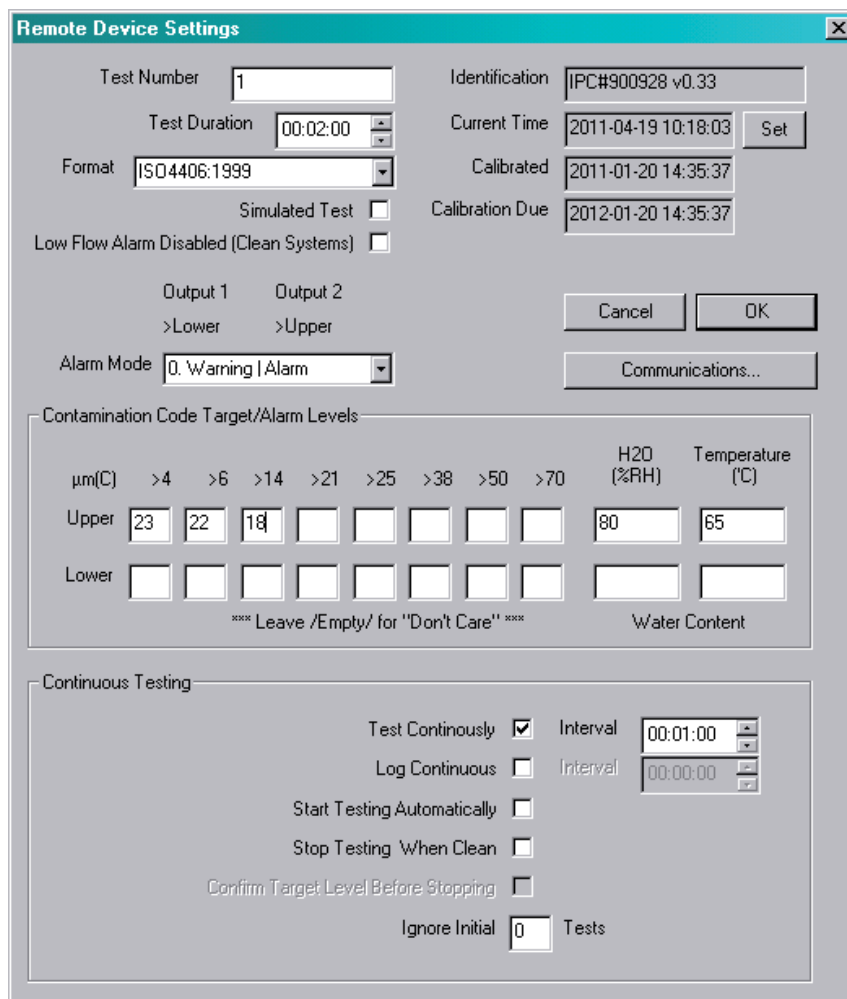 Remote Device Settings
Test Number 1 Identification IPC#900928 v0.33
Test Duration 00:02:00 Current Time 2011-04-19 10:18:03 Set
Format ISO4406:1999 Calibrated 2011-01-20 14:35:37
Simulated Test Calibration Due 2012-01-20 14:35:37
Low Flow Alarm Disabled (Clean Systems)
Output 1 Output 2
>Lower >Upper
Cancel OK
Alarm Mode 0. Warning | Alarm Communications...
Contamination Code Target/Alarm Levels
H2O Temperature
µm(C) >4 >6 >14 >21 >25 >38 >50 >70 (%RH) ('C)
Upper 23 22 18 80 65
Lower
*** Leave /Empty/ for "Don't Care" *** Water Content
Continuous Testing
Test Continously Interval 00:01:00
Log Continuous Interval 00:00:00
Start Testing Automatically
Stop Testing When Clean
Confirm Target Level Before Stopping
Ignore Initial 0 Tests